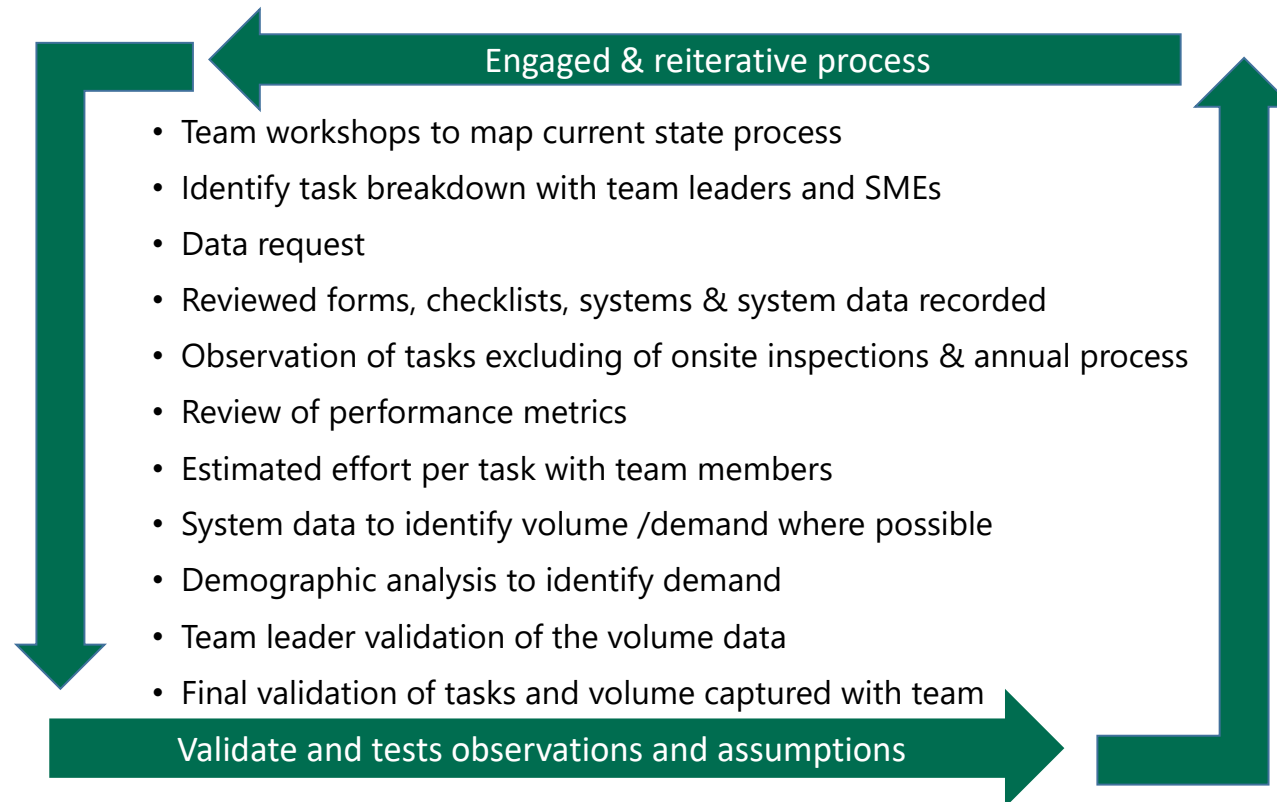 Engaged & reiterative process
• Team workshops to map current state process
• Identify task breakdown with team leaders and SMEs
• Data request
• Reviewed forms, checklists, systems & system data recorded
• Observation of tasks excluding of onsite inspections & annual process
• Review of performance metrics
• Estimated effort per task with team members
• System data to identify volume /demand where possible
• Demographic analysis to identify demand
• Team leader validation of the volume data
• Final validation of tasks and volume captured with team
Validate and tests observations and assumptions